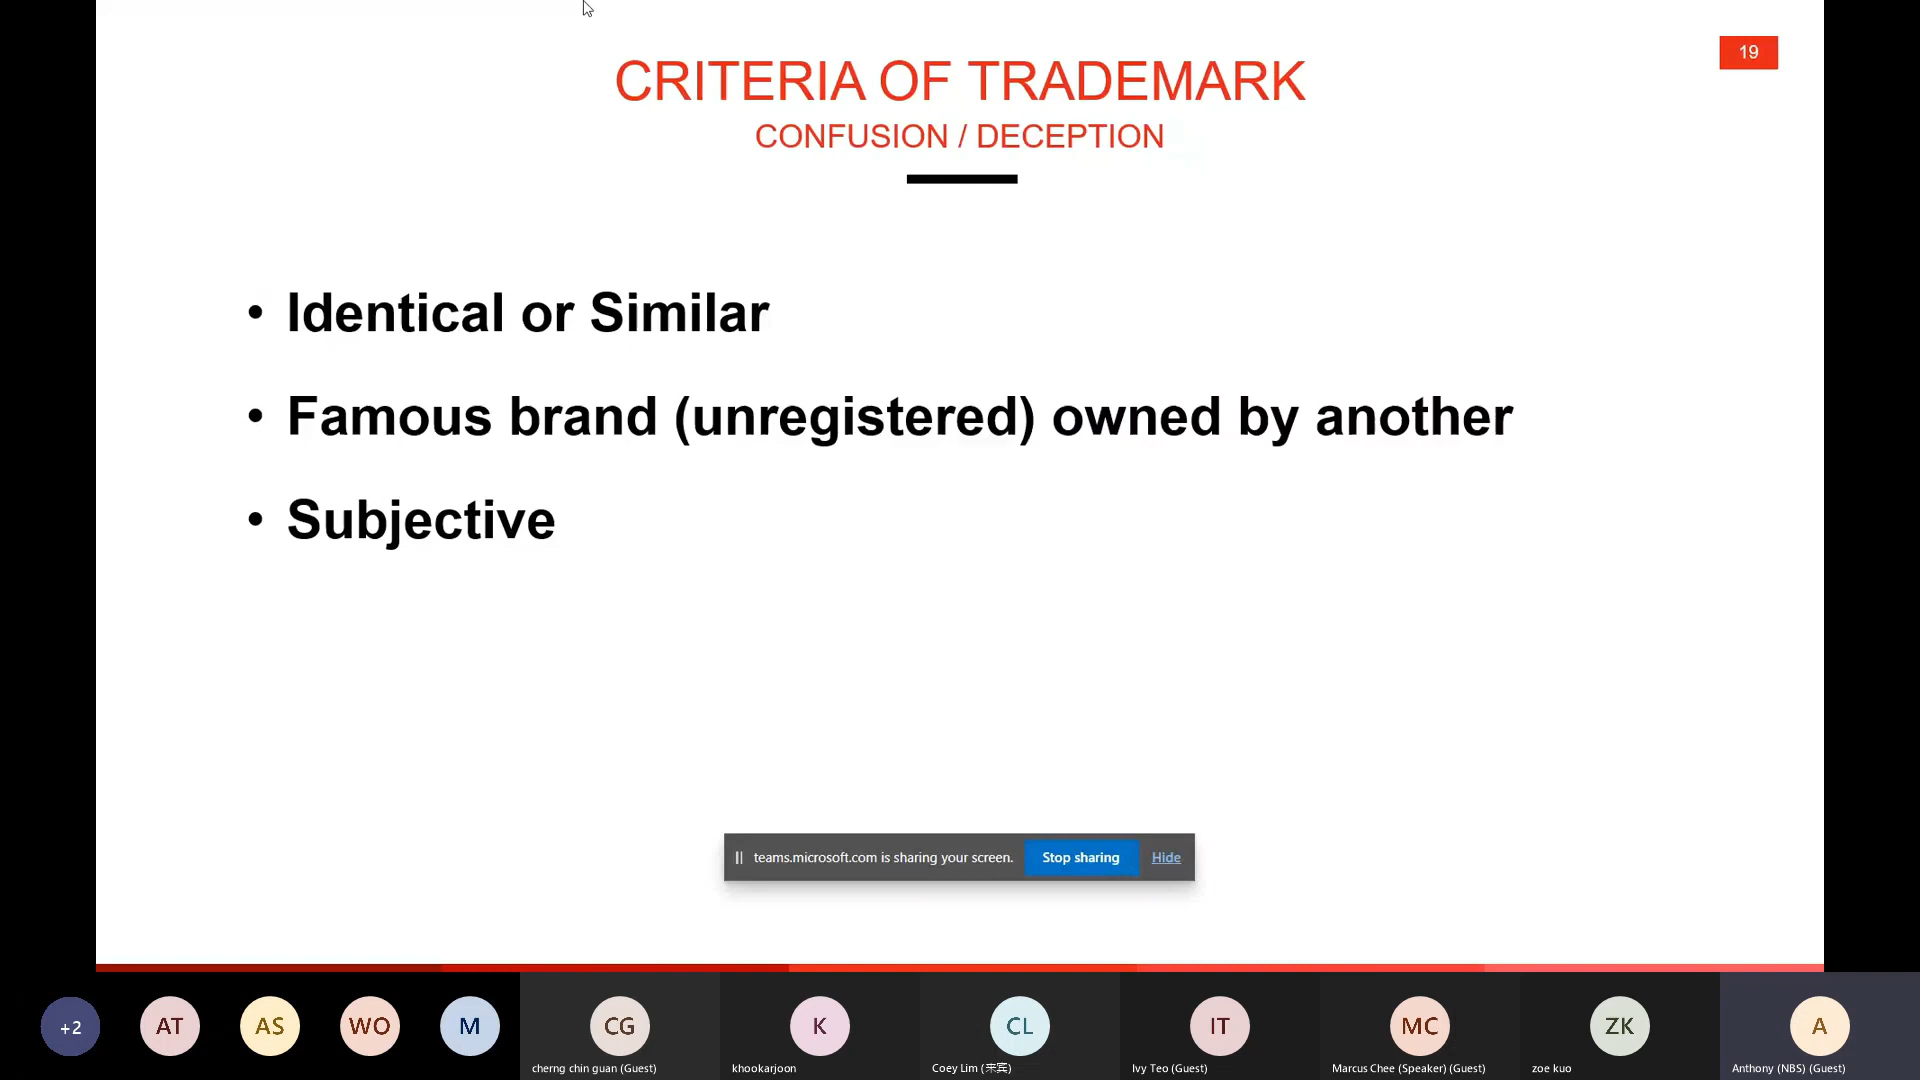 19
CRITERIA OF TRADEMARK
CONFUSION / DECEPTION
• Identical or Similar
• Famous brand (unregistered) owned by another
• Subjective
teams.microsoft.com is sharing your screen. Stop sharing Hide
+2 AT AS WO M CG K CL IT MC ZK A
cherng chin guan (Guest) khookarjoon Coey Lim (来宾) Ivy Teo (Guest) Marcus Chee (Speaker) (Guest) zoe kuo Anthony (NBS) (Guest)